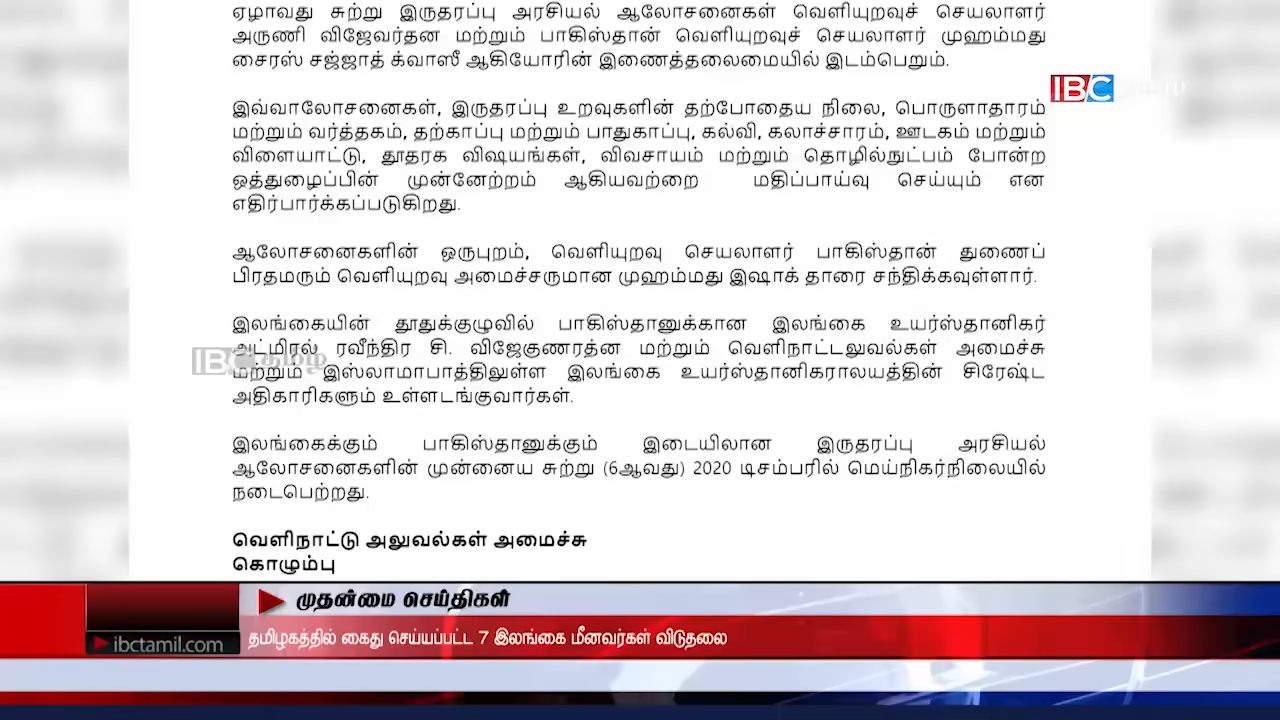 ஏழாவது சுற்று இருதரப்பு அரசியல் ஆலோசனைகள் வெளியுறவுச் செயலாளர்
அருணி விஜேவர்தன மற்றும் பாகிஸ்தான் வெளியுறவுச் செயலாளர் முஹம்மது
சைரஸ் சஜ்ஜாத் க்வாஸீ ஆகியோரின் இணைத்தலைமையில் இடம்பெறும்.
IBC தமிழ்
இவ்வாலோசனைகள், இருதரப்பு உறவுகளின் தற்போதைய நிலை, பொருளாதாரம்
மற்றும் வர்த்தகம், தற்காப்பு மற்றும் பாதுகாப்பு, கல்வி, கலாச்சாரம், ஊடகம் மற்றும்
விளையாட்டு, தூதரக விஷயங்கள், விவசாயம் மற்றும் தொழில்நுட்பம் போன்ற
ஒத்துழைப்பின் முன்னேற்றம் ஆகியவற்றை மதிப்பாய்வு செய்யும் என
எதிர்பார்க்கப்படுகிறது.
ஆலோசனைகளின் ஒருபுறம், வெளியுறவு செயலாளர் பாகிஸ்தான் துணைப்
பிரதமரும் வெளியுறவு அமைச்சருமான முஹம்மது இஷாக் தாரை சந்திக்கவுள்ளார்.
இலங்கையின் தூதுக்குழுவில் பாகிஸ்தானுக்கான இலங்கை உயர்ஸ்தானிகர்
அட்மிரல் ரவீந்திர சி. விஜேகுணரத்ன மற்றும் வெளிநாட்டலுவல்கள் அமைச்சு
IBC தமிழ்
மற்றும் இஸ்லாமாபாத்திலுள்ள இலங்கை உயர்ஸ்தானிகராலயத்தின் சிரேஷ்ட
அதிகாரிகளும் உள்ளடங்குவார்கள்.
இலங்கைக்கும் பாகிஸ்தானுக்கும் இடையிலான இருதரப்பு அரசியல்
ஆலோசனைகளின் முன்னைய சுற்று (6ஆவது) 2020 டிசம்பரில் மெய்நிகர்நிலையில்
நடைபெற்றது.
வெளிநாட்டு அலுவல்கள் அமைச்சு
கொழும்பு
முதன்மை செய்திகள்
ibctamil.com
தமிழகத்தில் கைது செய்யப்பட்ட 7 இலங்கை மீனவர்கள் விடுதலை